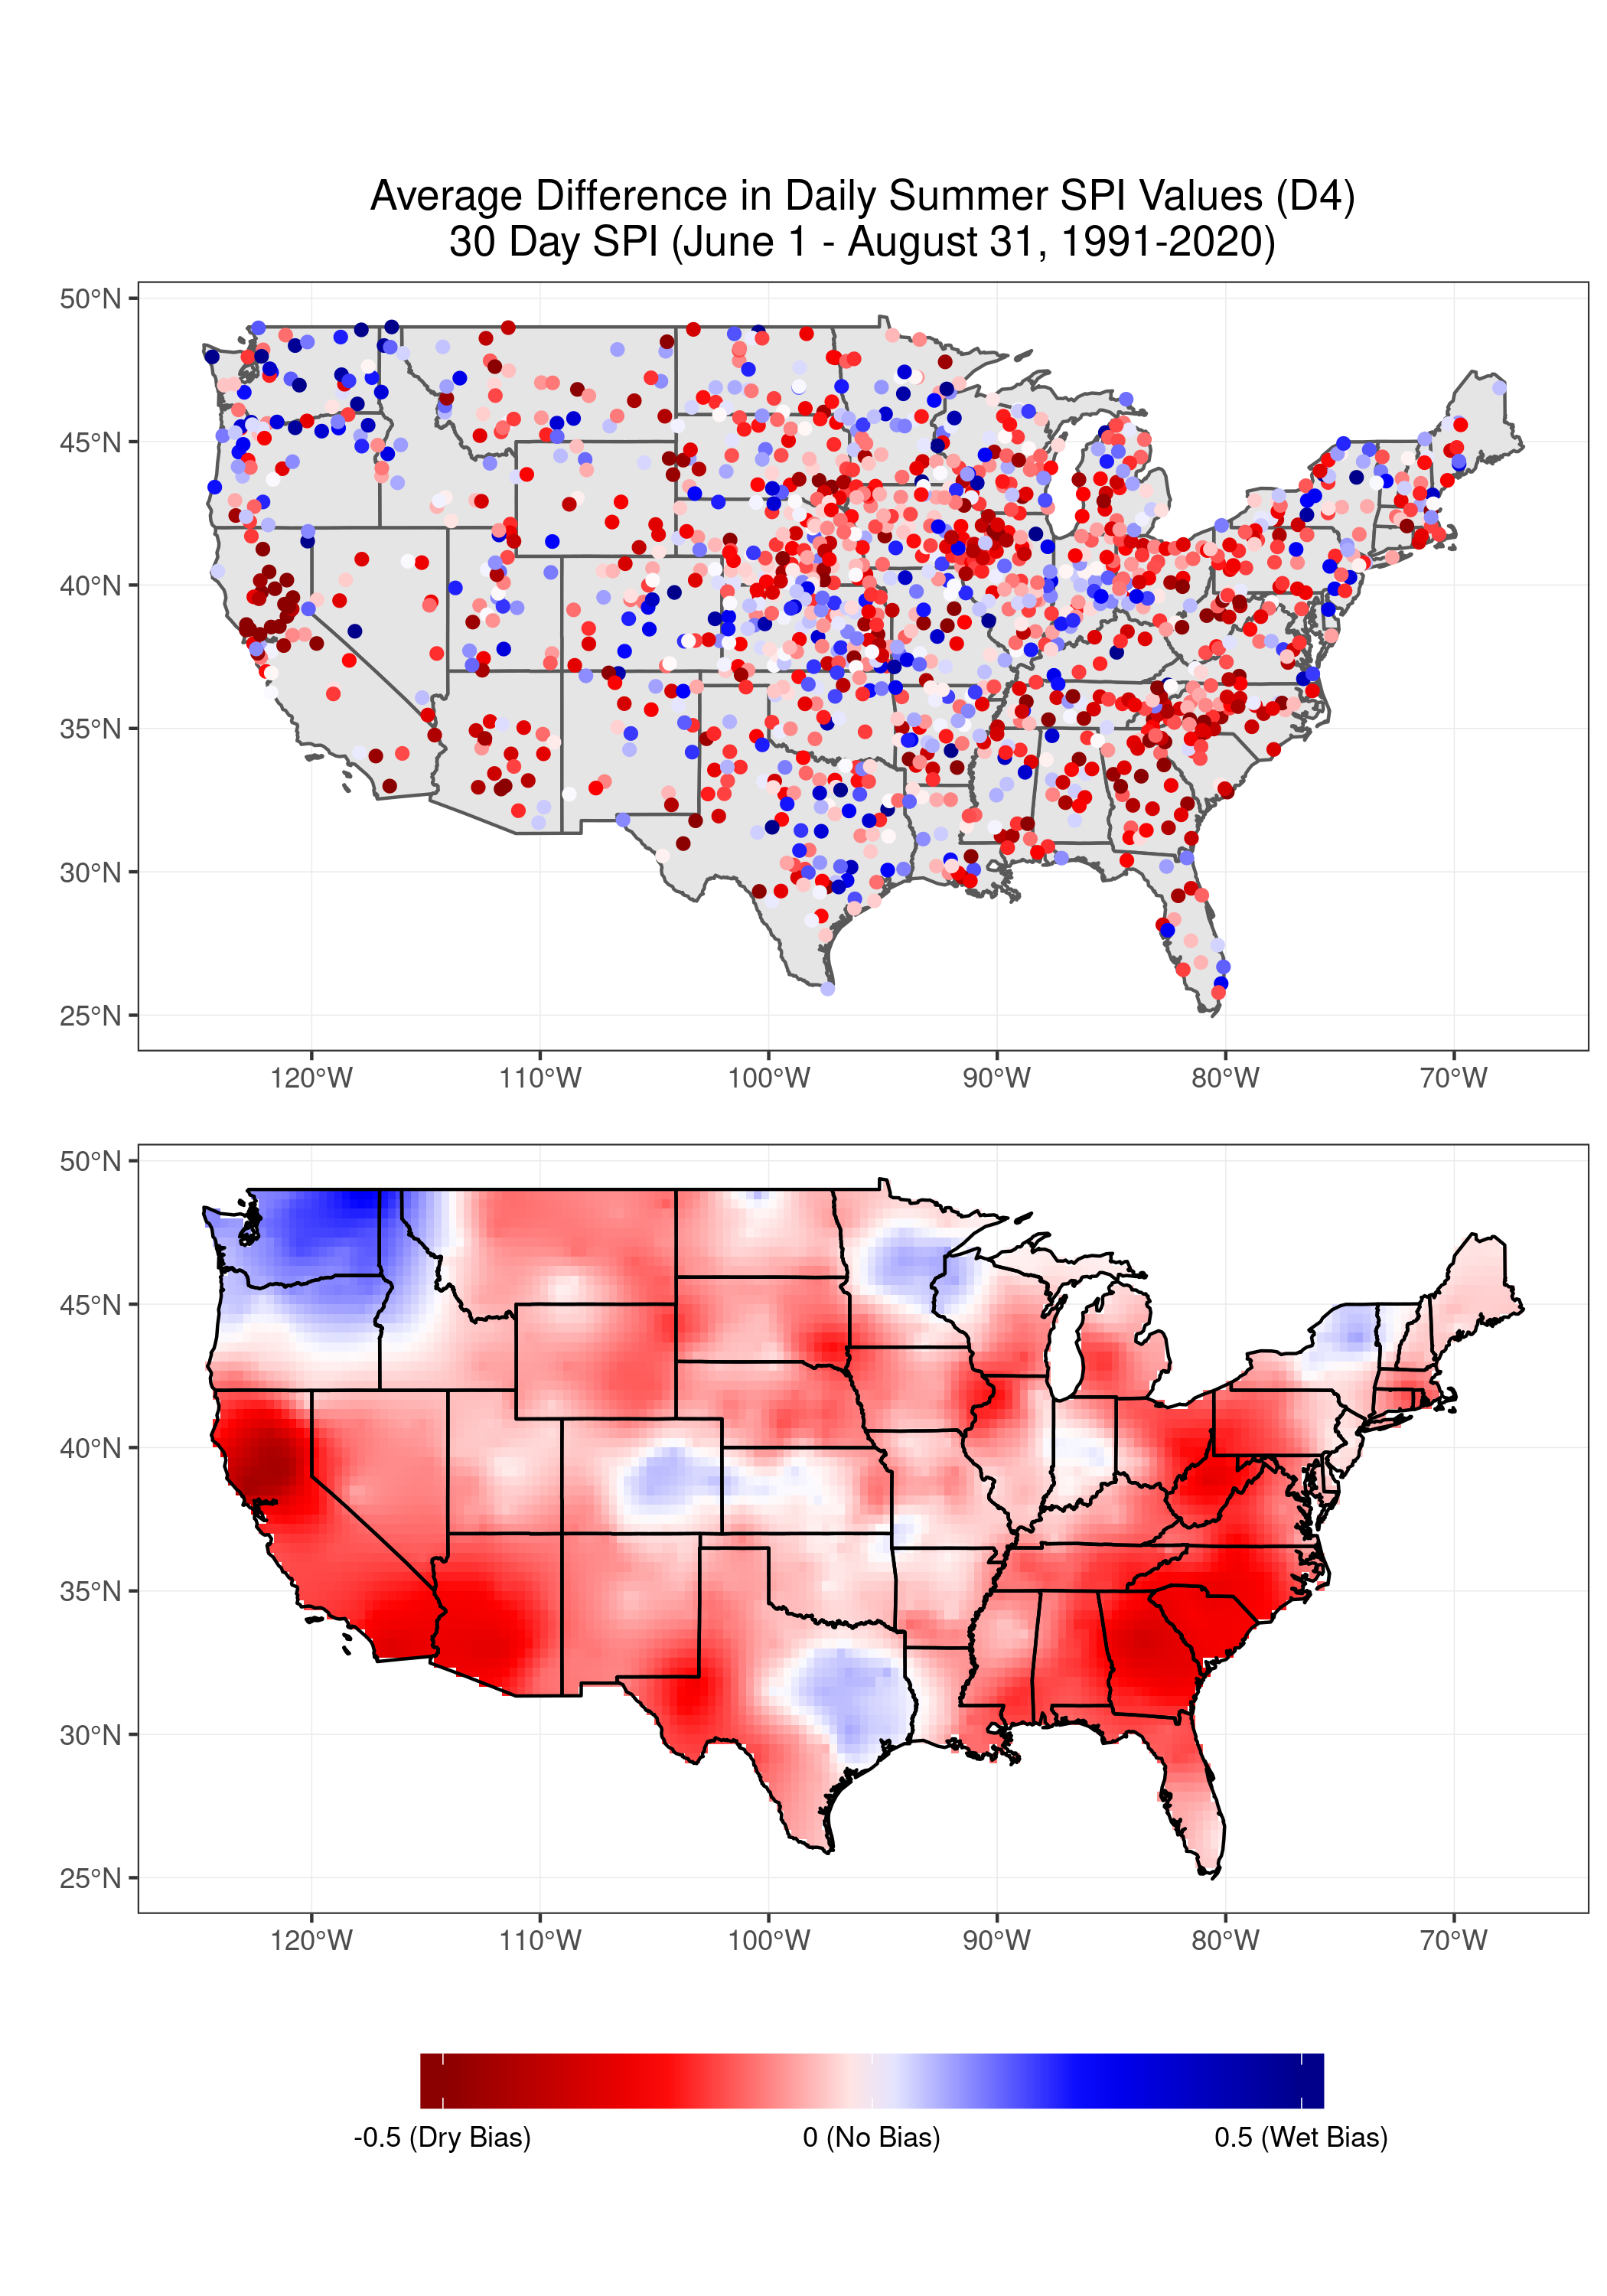 Average Difference in Daily Summer SPI Values (D4)
30 Day SPI (June 1 - August 31, 1991-2020)
50°N
45°N
40°N
35°N
30°N
25°N
120°W 110°W 100°W 90°W 80°W 70°W
50°N
45°N
40°N
35°N
30°N
25°N
120°W 110°W 100°W 90°W 80°W 70°W
-0.5 (Dry Bias) 0 (No Bias) 0.5 (Wet Bias)